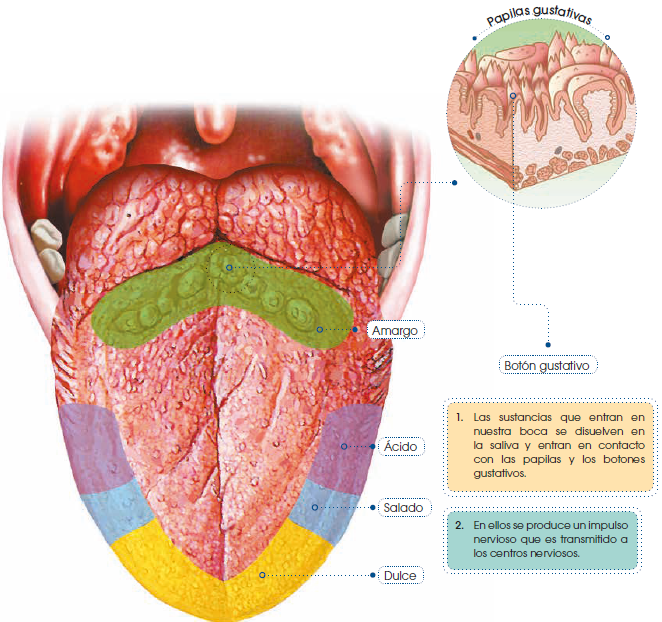 Papilas gustativas
Amargo
Botón gustativo
Ácido
Salado
Dulce
1. Las sustancias que entran en
nuestra boca se disuelven en
la saliva y entran en contacto
con las papilas y los botones
gustativos.
2. En ellos se produce un impulso
nervioso que es transmitido a
los centros nerviosos.